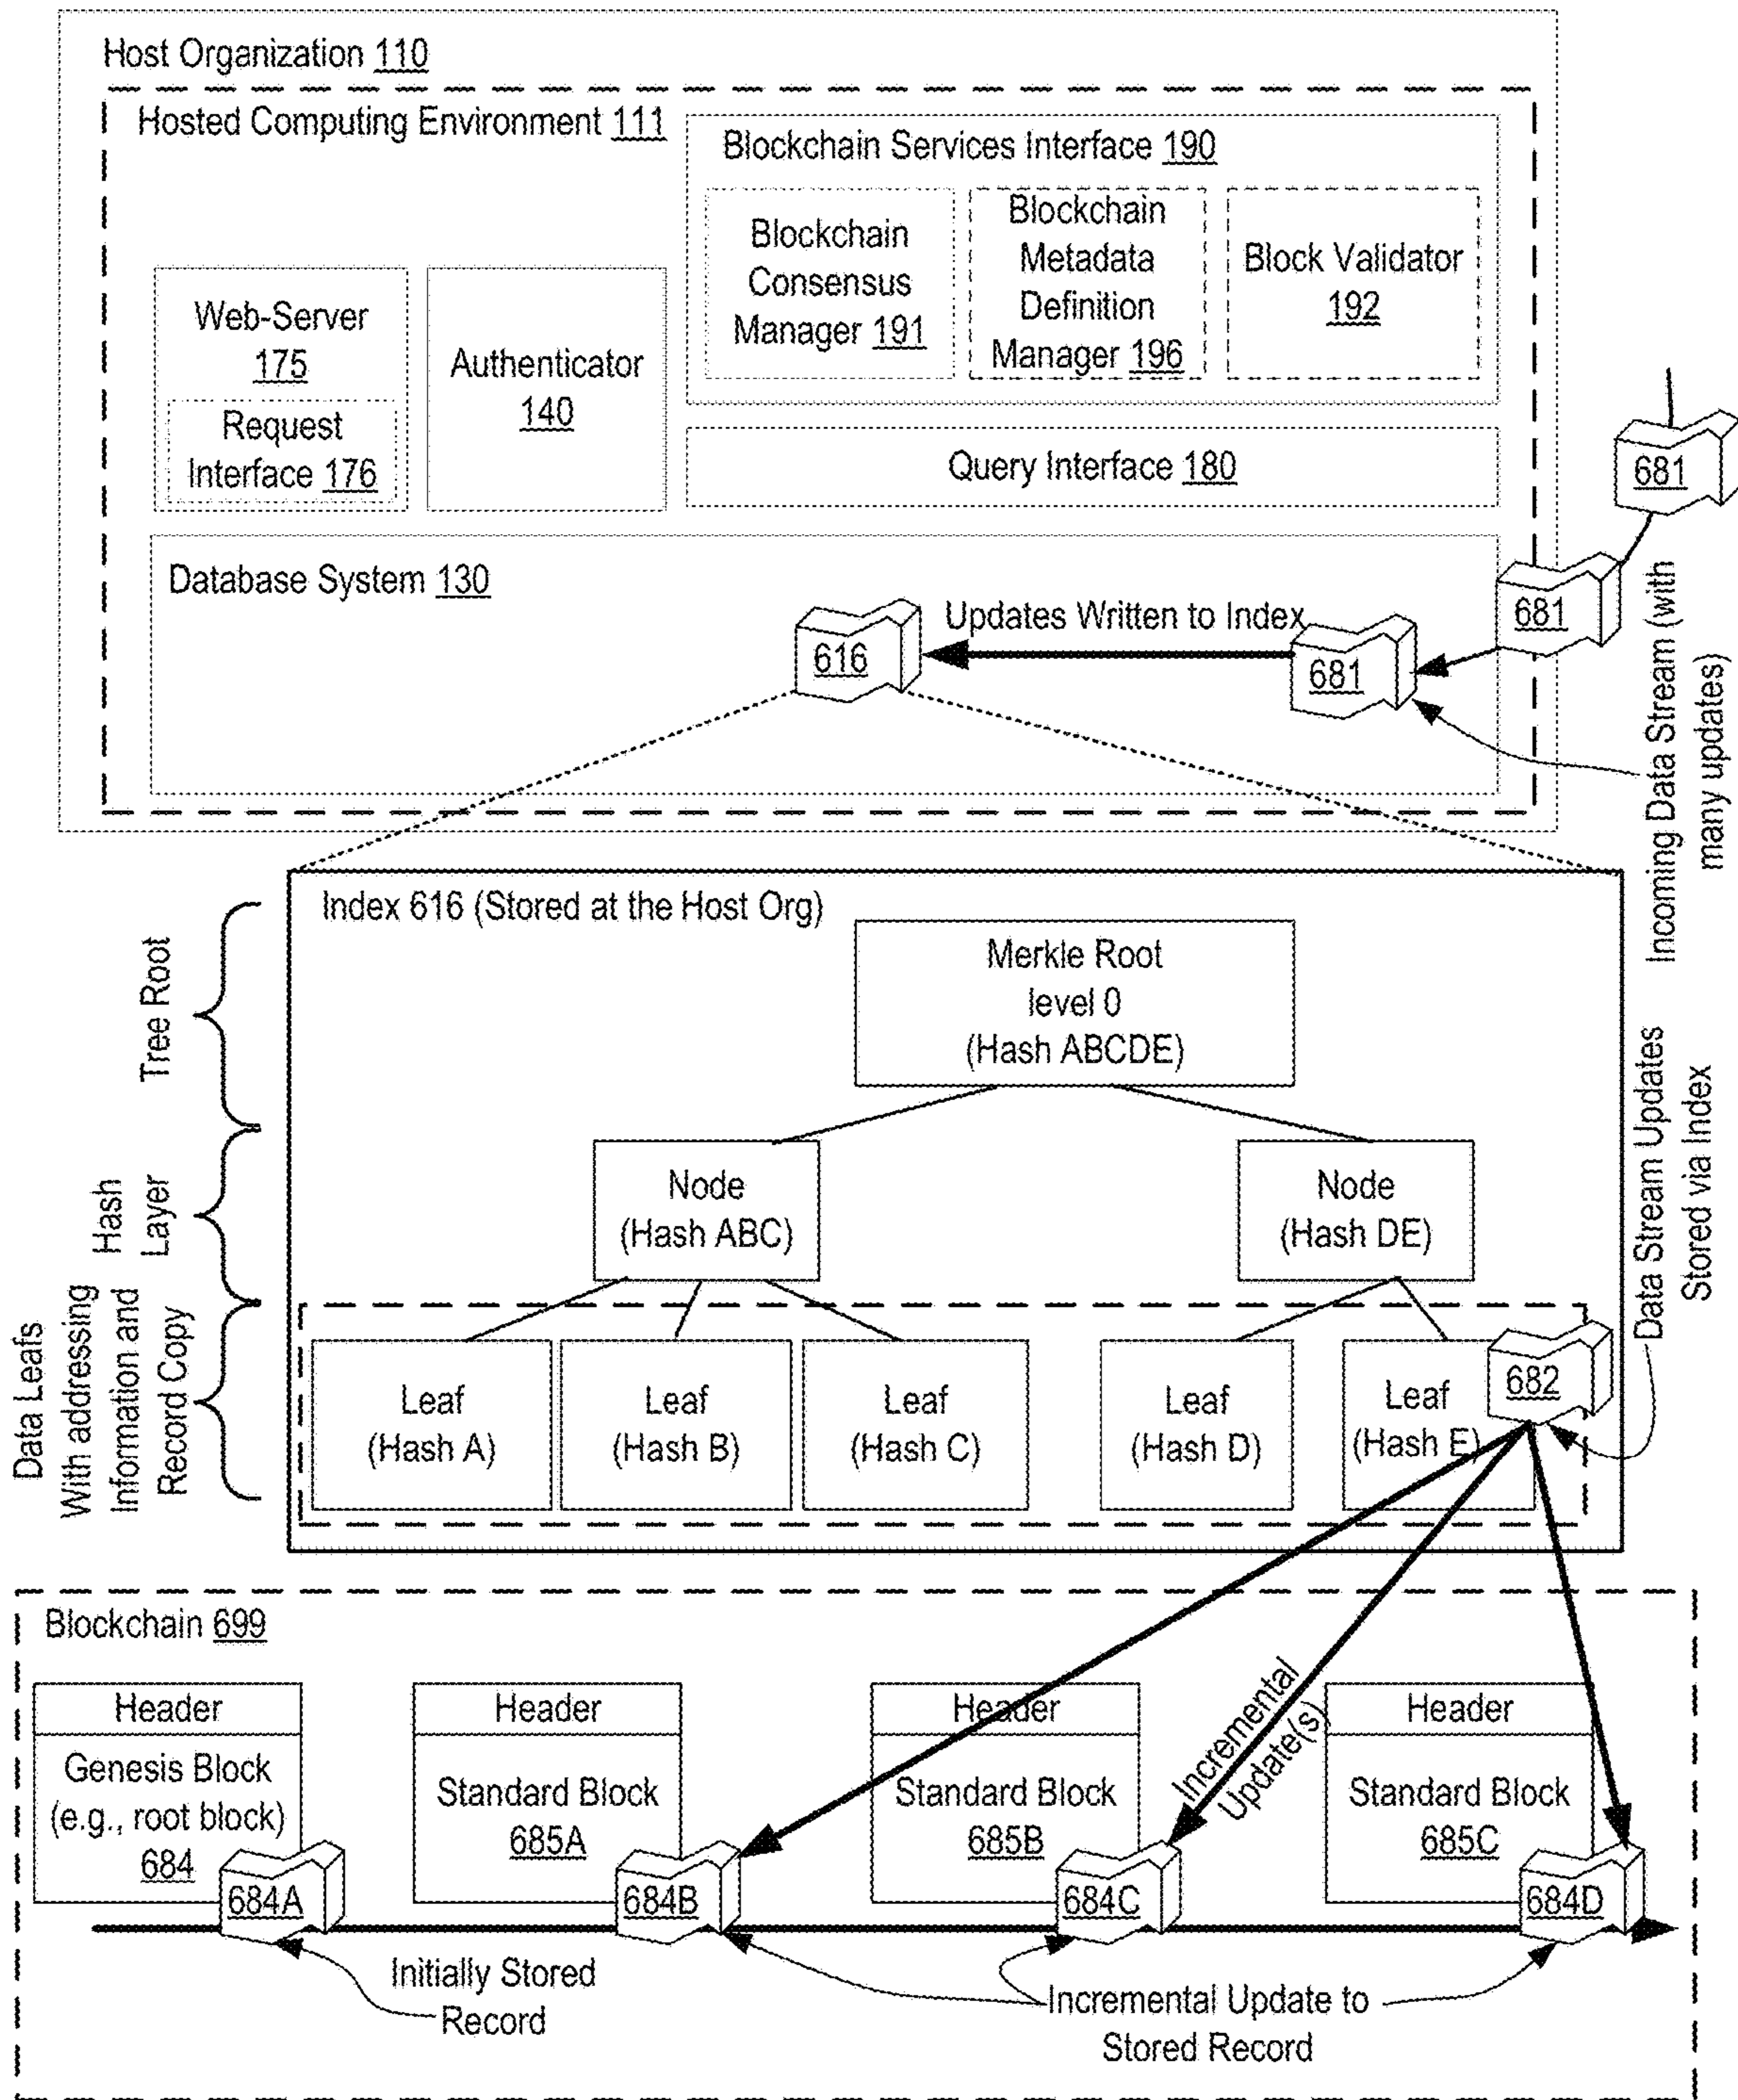 Host Organization 110
Hosted Computing Environment 111
Blockchain Services Interface 190
Blockchain
Consensus
Manager 191
Blockchain
Metadata
Definition
Manager 196
Block Validator
192
Web-Server
175
Request
Interface 176
Authenticator
140
Query Interface 180
681
681
681
Database System 130
Updates Written to Index
616
Incoming Data Stream (with
many updates)
Index 616 (Stored at the Host Org)
Tree Root
Merkle Root
level 0
(Hash ABCDE)
Hash
Layer
Node
(Hash ABC)
Node
(Hash DE)
Data Stream Updates
Stored via Index
Data Leafs
With addressing
Information and
Record Copy
Leaf
(Hash A)
Leaf
(Hash B)
Leaf
(Hash C)
Leaf
(Hash D)
Leaf
(Hash E)
682
Blockchain 699
Header
Genesis Block
(e.g., root block)
684
684A
Header
Standard Block
685A
684B
Header
Standard Block
685B
684C
Incremental
Update(s)
Header
Standard Block
685C
684D
Initially Stored
Record
Incremental Update to
Stored Record